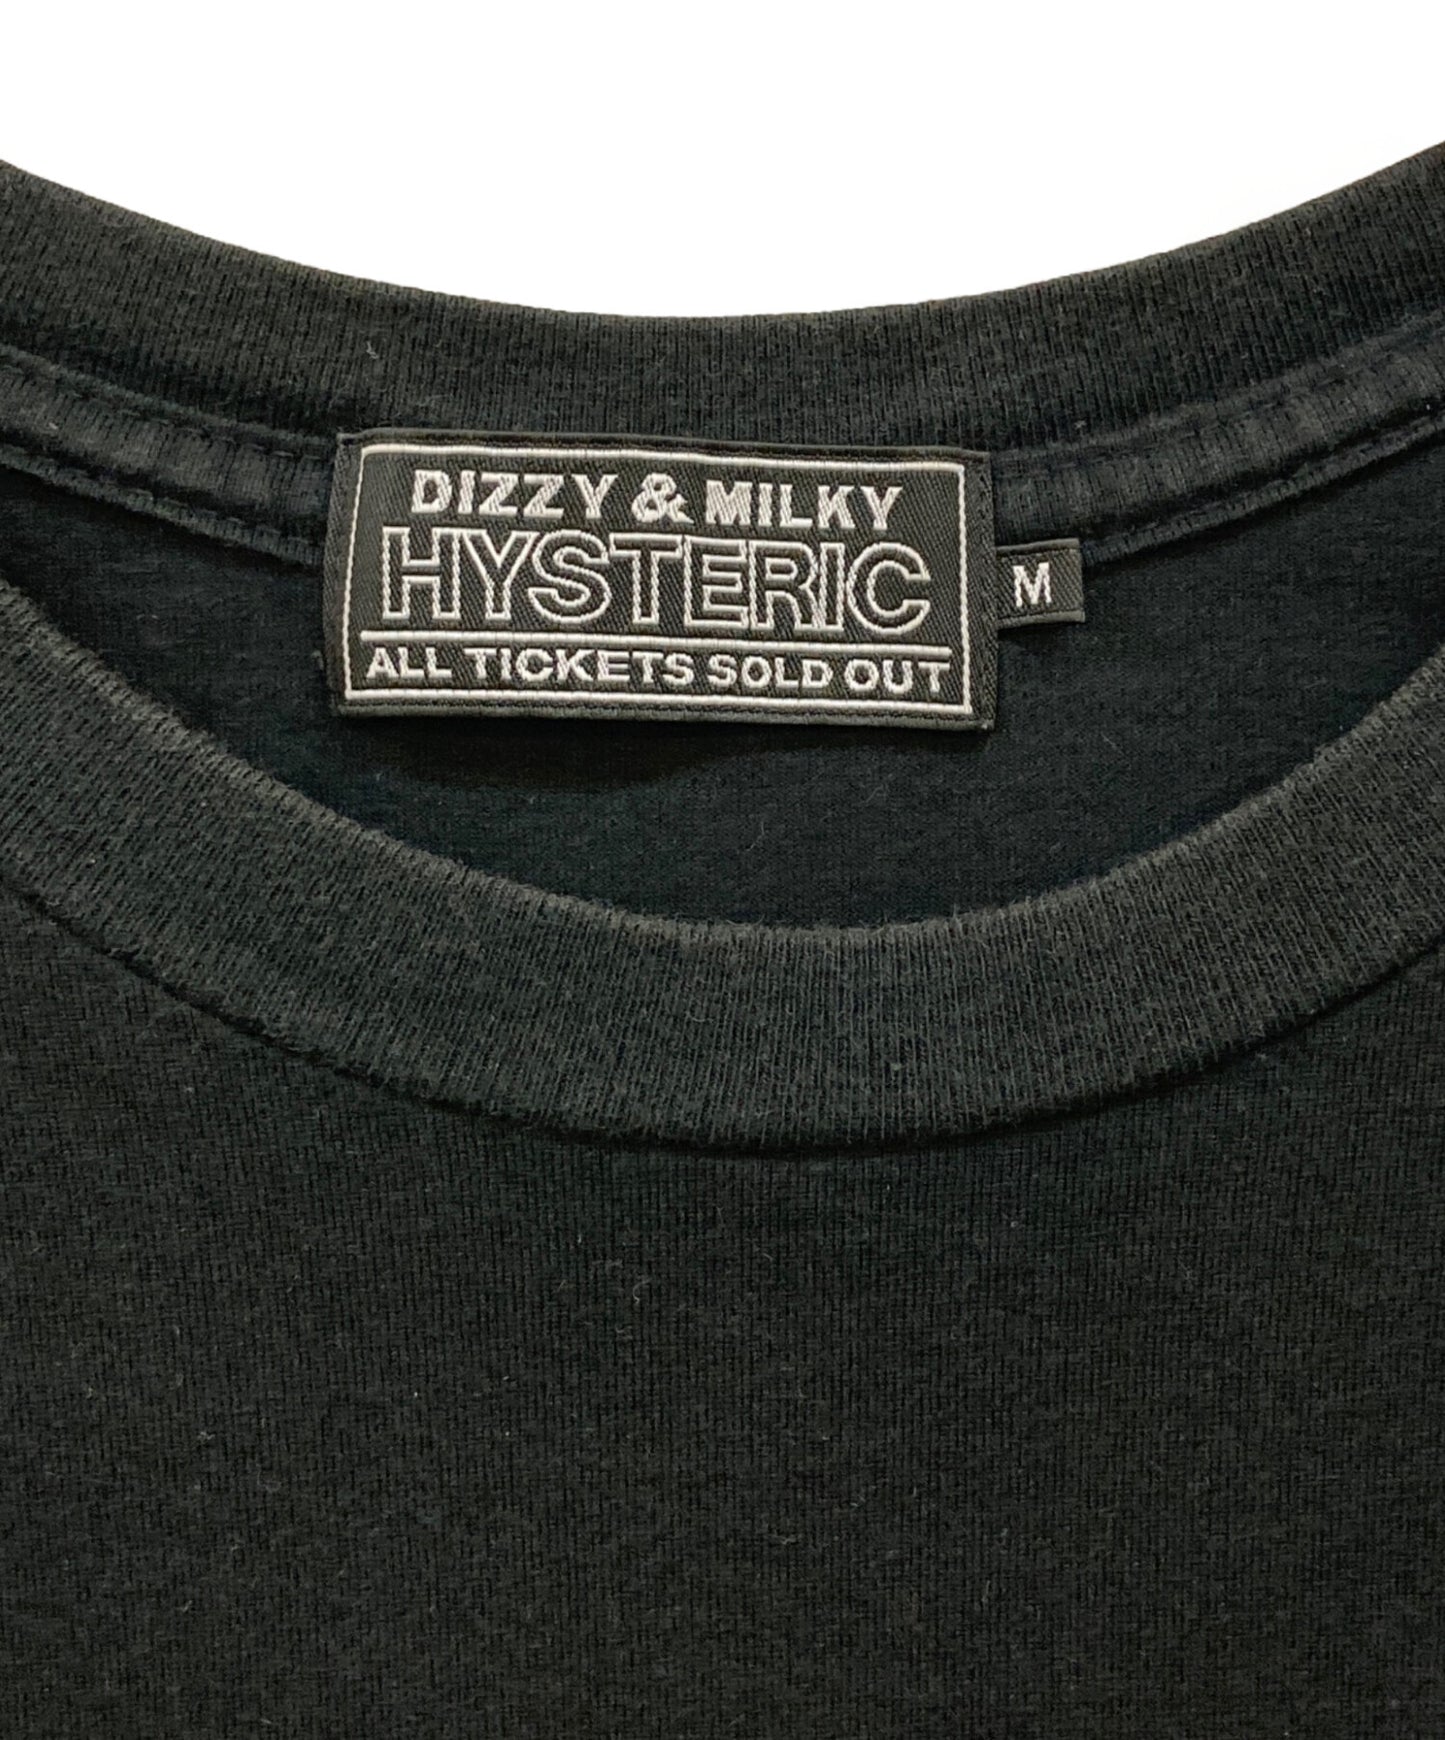 DIZZY & MILKY
HYSTERIC
ALL TICKETS SOLD OUT
M